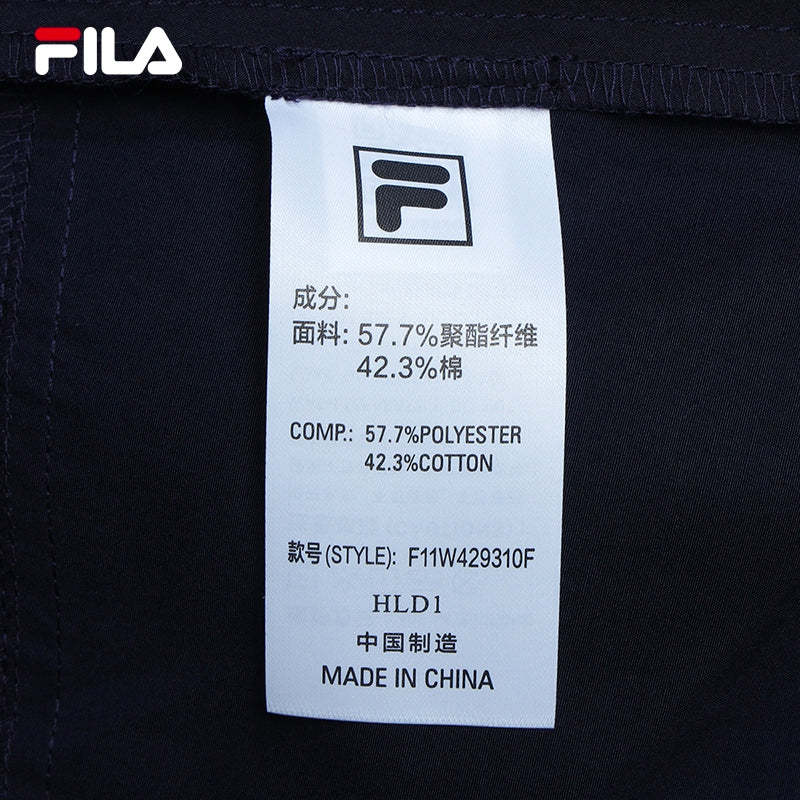 FILA
F
成分:
面料: 57.7%聚酯纤维
42.3%棉
COMP.: 57.7%POLYESTER
42.3%COTTON
款号(STYLE): F11W429310F
HLD1
中国制造
MADE IN CHINA